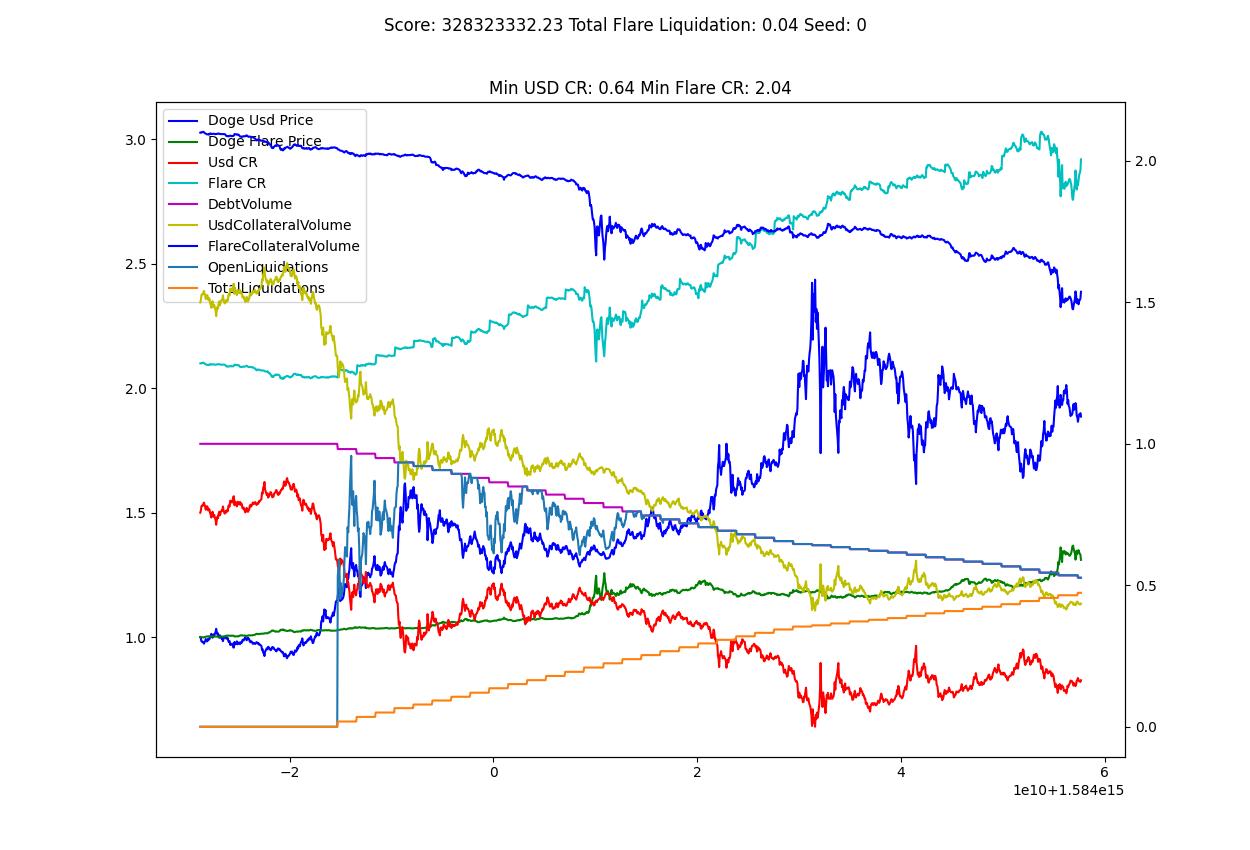 Score: 328323332.23 Total Flare Liquidation: 0.04 Seed: 0
Min USD CR: 0.64 Min Flare CR: 2.04
Doge Usd Price
Doge Flare Price
Usd CR
Flare CR
DebtVolume
UsdCollateralVolume
FlareCollateralVolume
OpenLiquidations
TotalLiquidations
3.0
2.5
2.0
1.5
1.0
2.0
1.5
1.0
0.5
0.0
−2
0
2
4
6
1e10+1.584e15